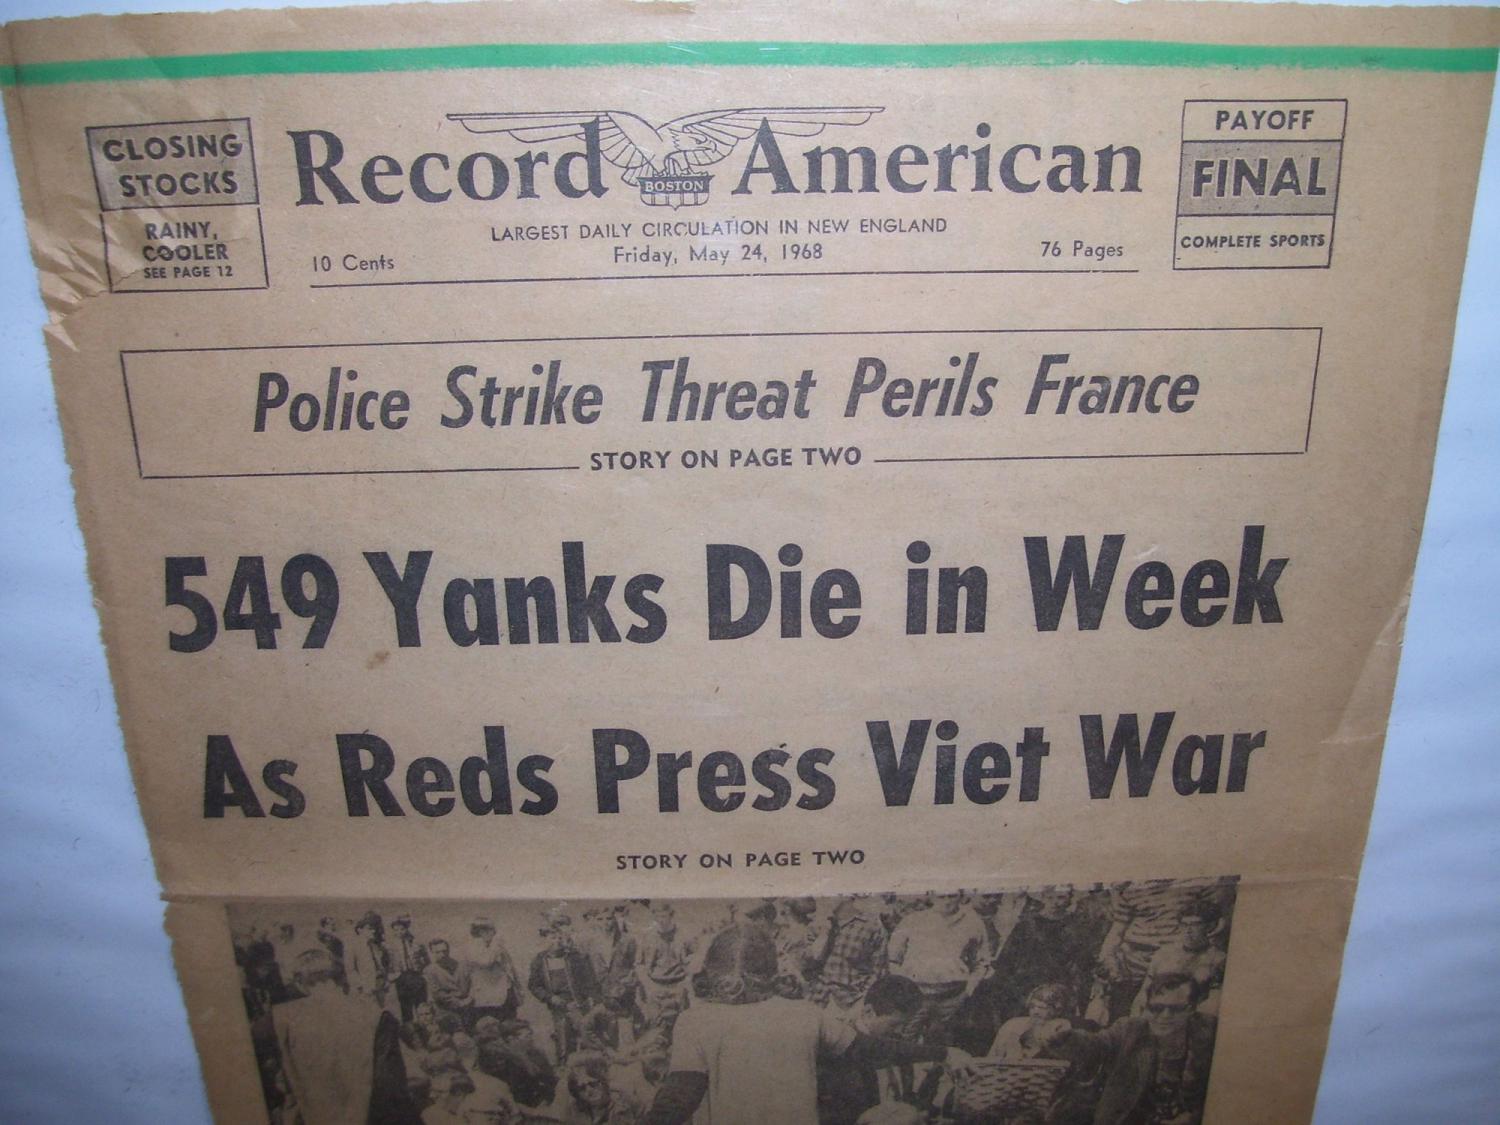 CLOSING
STOCKS
RAINY,
COOLER
SEE PAGE 12
Record American
BOSTON
LARGEST DAILY CIRCULATION IN NEW ENGLAND
10 Cents Friday, May 24, 1968 76 Pages
PAYOFF
FINAL
COMPLETE SPORTS
Police Strike Threat Perils France
STORY ON PAGE TWO
549 Yanks Die in Week
As Reds Press Viet War
STORY ON PAGE TWO